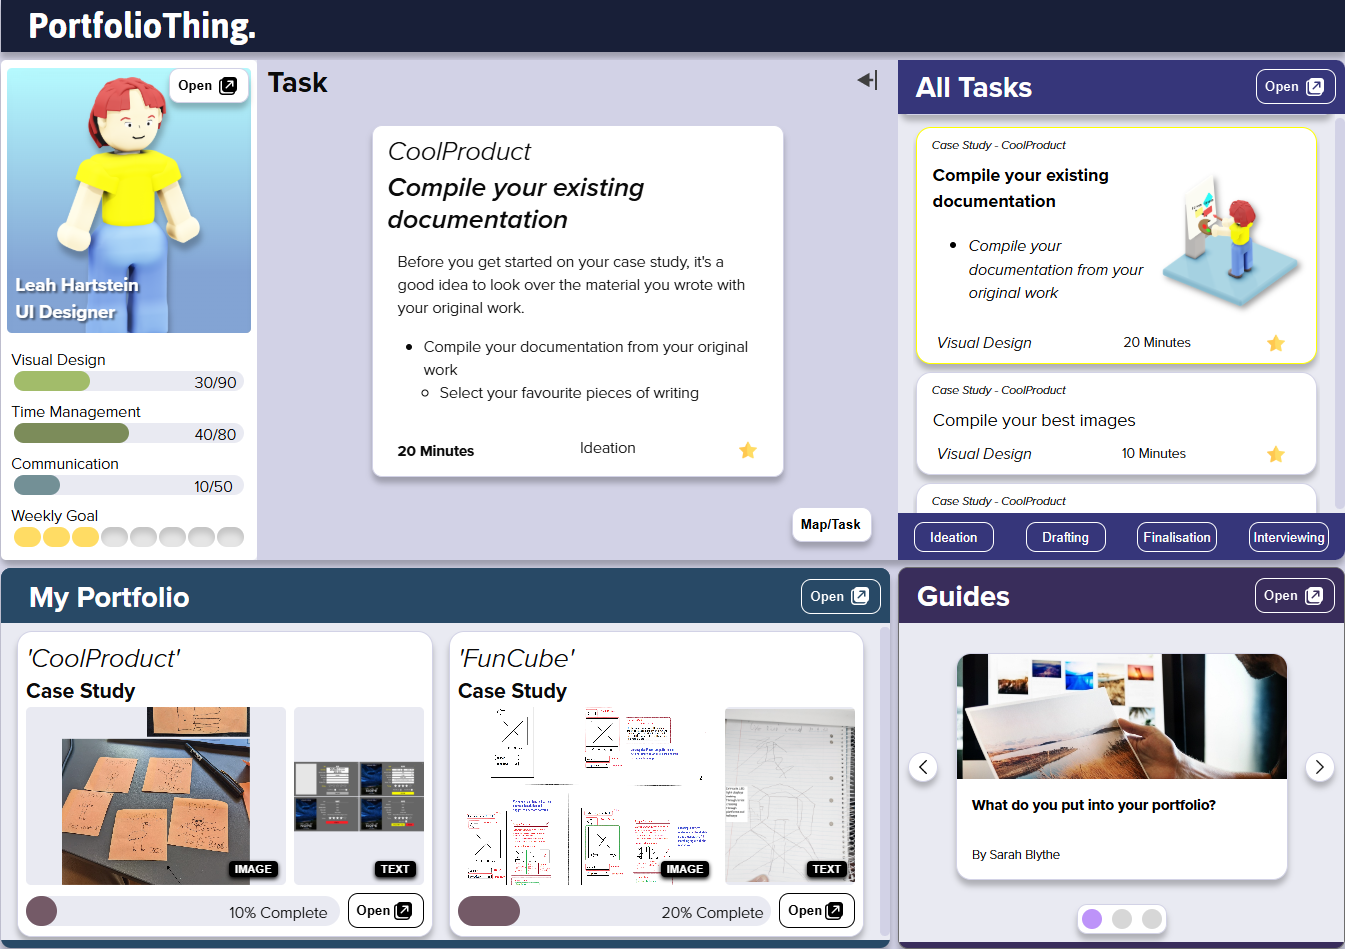 PortfolioThing.
Open
Leah Hartstein
UI Designer
Visual Design
30/90
Time Management
40/80
Communication
10/50
Weekly Goal
Task
CoolProduct
Compile your existing
documentation
Before you get started on your case study, it's a
good idea to look over the material you wrote with
your original work.
Compile your documentation from your original
work
Select your favourite pieces of writing
20 Minutes
Ideation
Map/Task
All Tasks
Open
Case Study - CoolProduct
Compile your existing
documentation
Compile your
documentation from your
original work
Visual Design
20 Minutes
Case Study - CoolProduct
Compile your best images
Visual Design
10 Minutes
Case Study - CoolProduct
Ideation
Drafting
Finalisation
Interviewing
My Portfolio
Open
'CoolProduct'
Case Study
IMAGE
TEXT
10% Complete
Open
'FunCube'
Case Study
IMAGE
TEXT
20% Complete
Open
Guides
Open
What do you put into your portfolio?
By Sarah Blythe